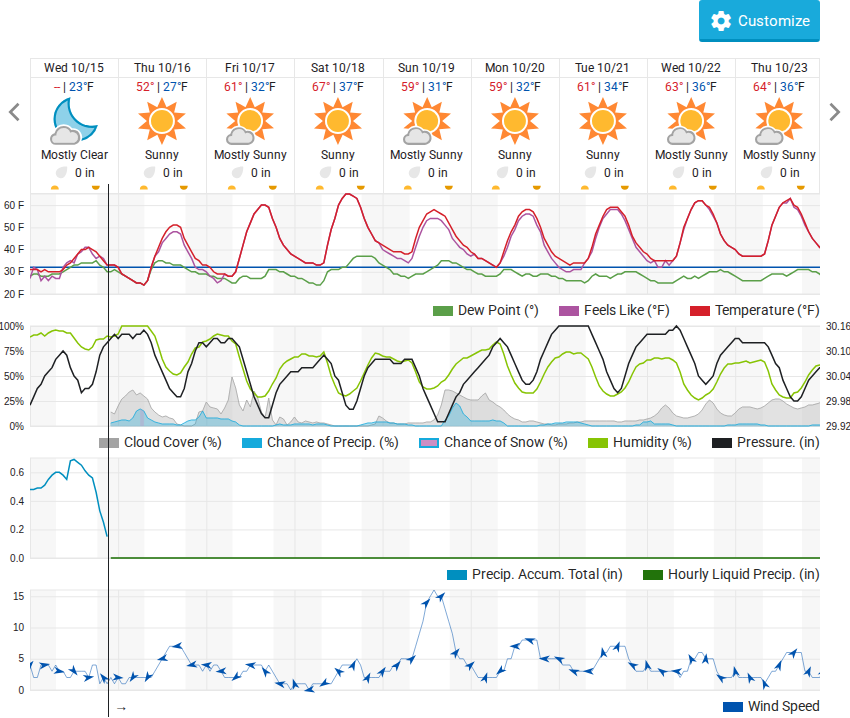 Customize
Wed 10/15 Thu 10/16 Fri 10/17 Sat 10/18 Sun 10/19 Mon 10/20 Tue 10/21 Wed 10/22 Thu 10/23
-- | 23°F 52° | 27°F 61° | 32°F 67° | 37°F 59° | 31°F 59° | 32°F 61° | 34°F 63° | 36°F 64° | 36°F
Mostly Clear Sunny Mostly Sunny Sunny Mostly Sunny Sunny Sunny Mostly Sunny Mostly Sunny
0 in 0 in 0 in 0 in 0 in 0 in 0 in 0 in 0 in
60 F
50 F
40 F
30 F
20 F
Dew Point (°) Feels Like (°F) Temperature (°F)
100% 30.16
75% 30.10
50% 30.04
25% 29.98
0% 29.92
Cloud Cover (%) Chance of Precip. (%) Chance of Snow (%) Humidity (%) Pressure. (in)
0.6
0.4
0.2
0.0
Precip. Accum. Total (in) Hourly Liquid Precip. (in)
15
10
5
0
→
Wind Speed